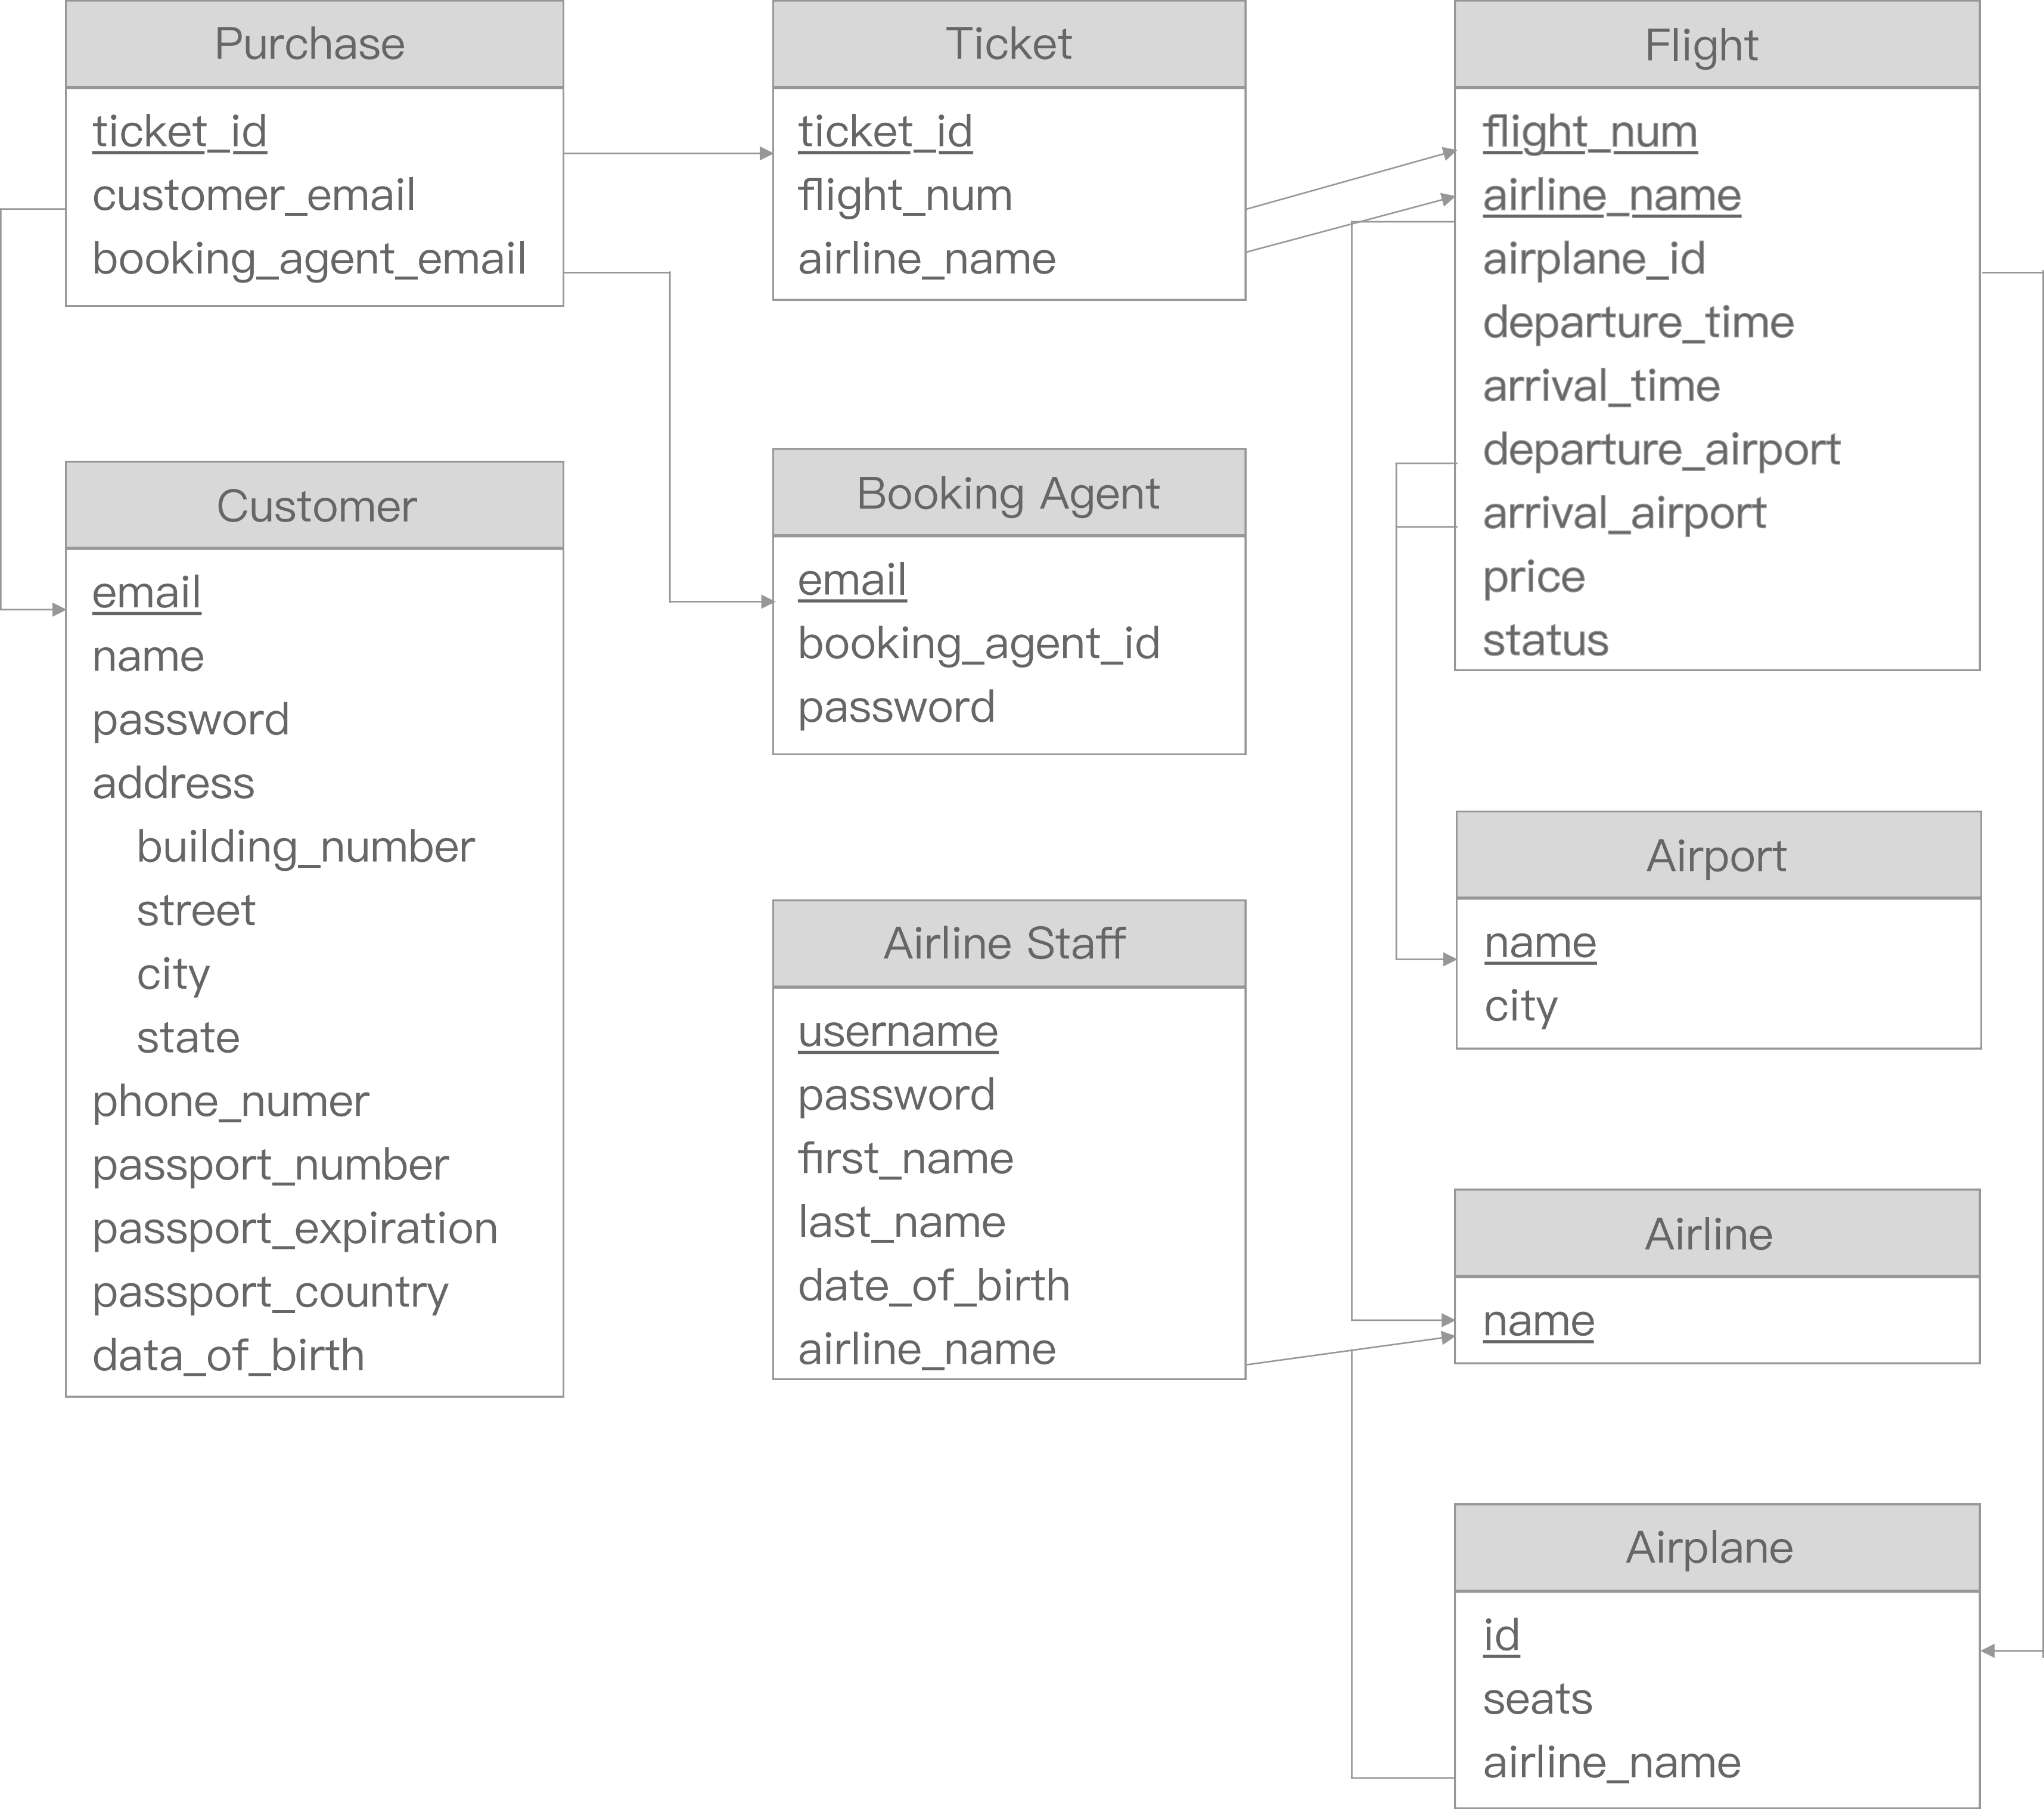 Purchase
ticket_id
customer_email
booking_agent_email
Ticket
ticket_id
flight_num
airline_name
Flight
flight_num
airline_name
airplane_id
departure_time
arrival_time
departure_airport
arrival_airport
price
status
Customer
email
name
password
address
building_number
street
city
state
phone_numer
passport_number
passport_expiration
passport_country
data_of_birth
Booking Agent
email
booking_agent_id
password
Airline Staff
username
password
first_name
last_name
date_of_birth
airline_name
Airport
name
city
Airline
name
Airplane
id
seats
airline_name